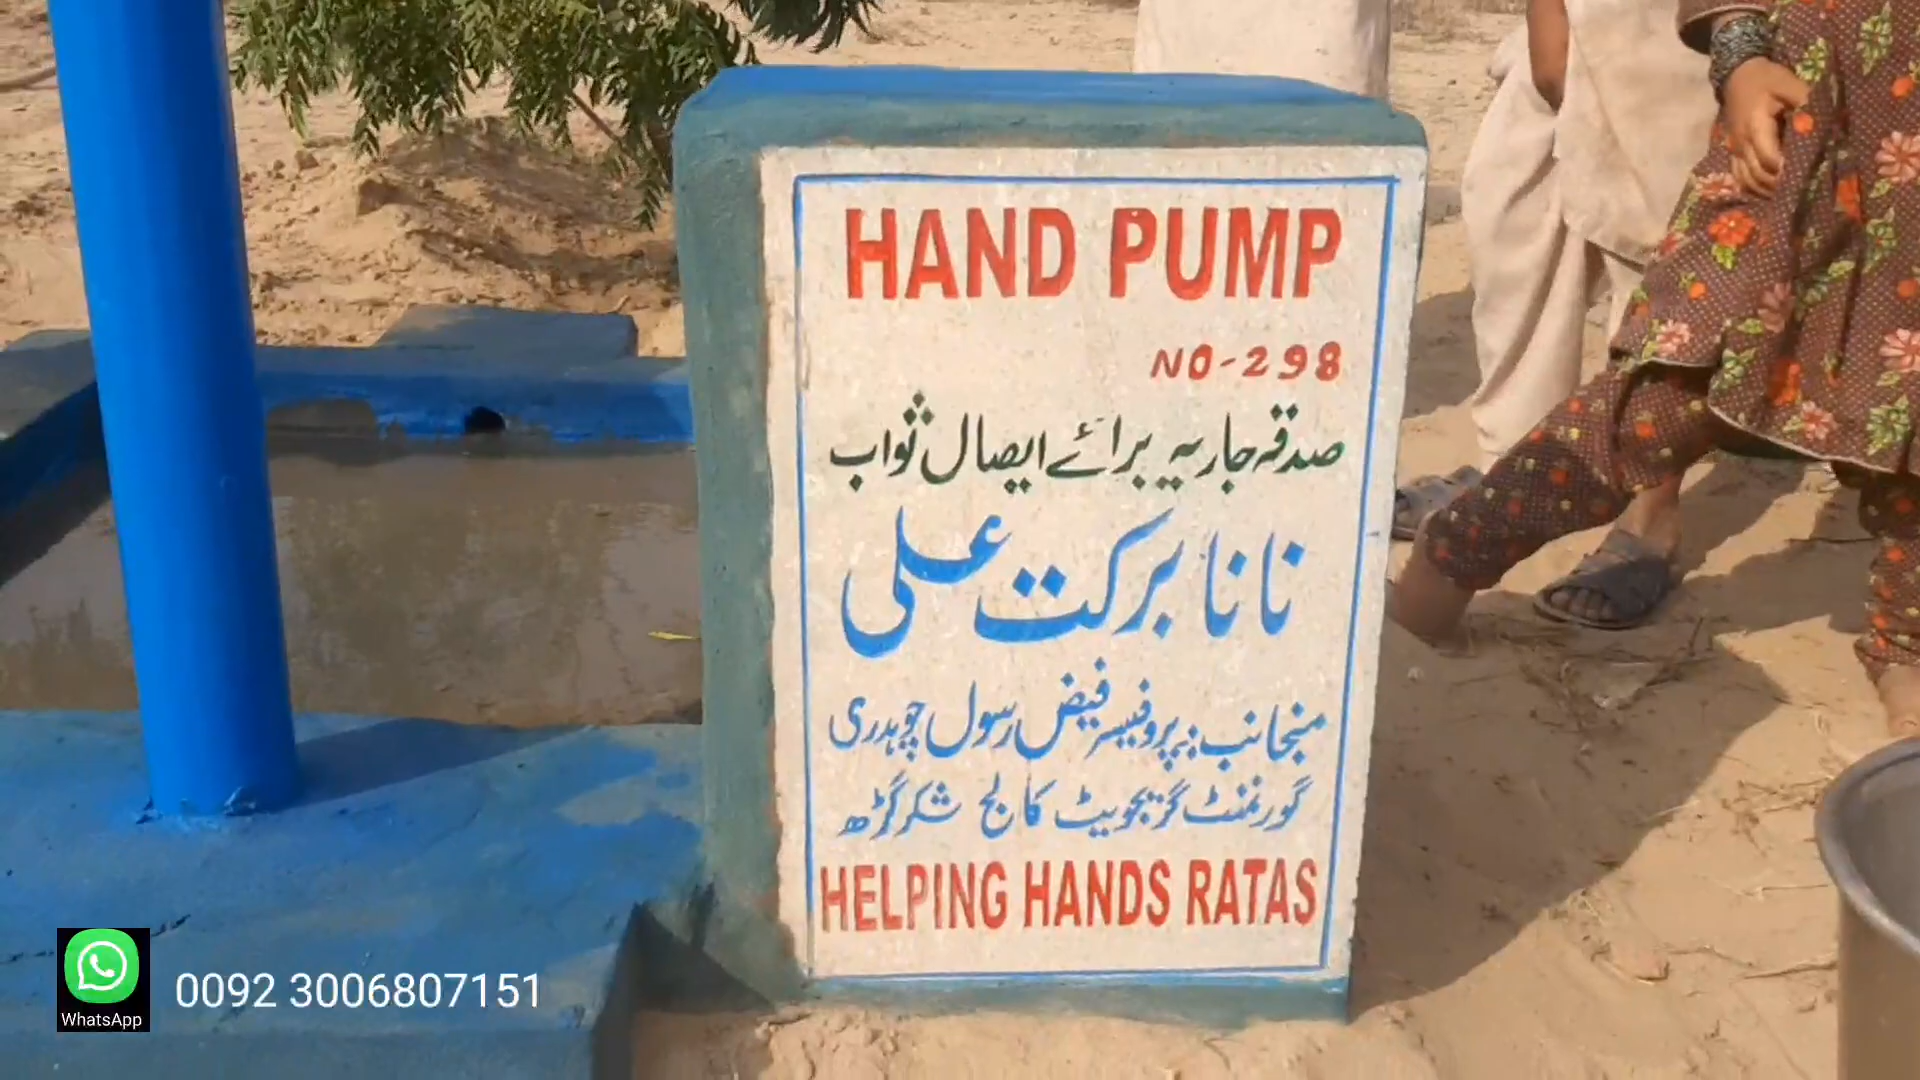 HAND PUMP
NO-298
صدقہ جاریہ برائے ایصال ثواب
نانا برکت علی
منجانب: پروفیسر فیض رسول چوہدری
گورنمنٹ گریجویٹ کالج شکرگڑھ
HELPING HANDS RATAS
WhatsApp
0092 3006807151